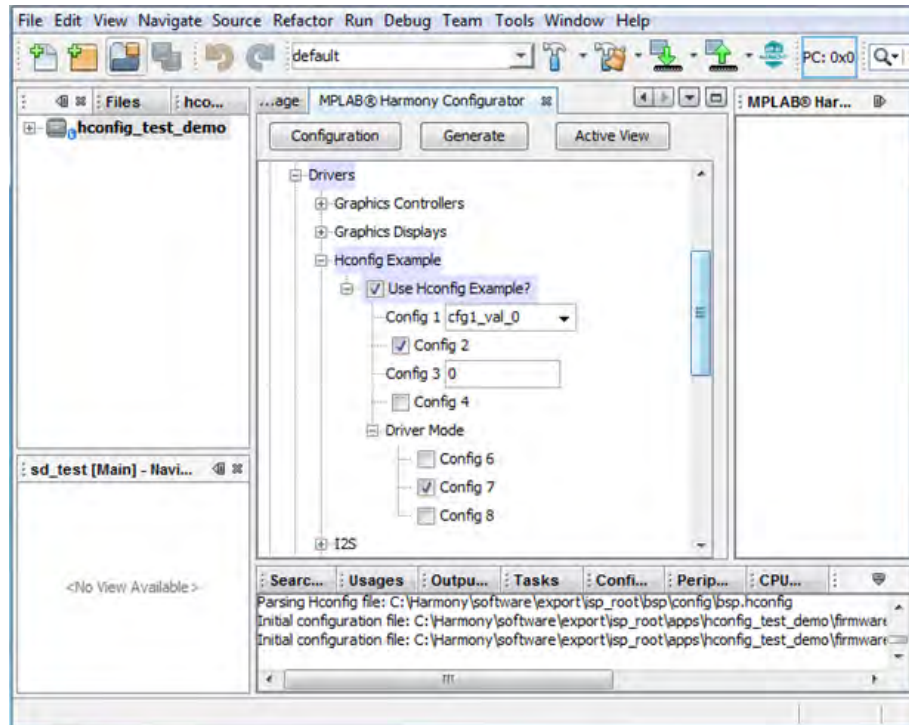 File Edit View Navigate Source Refactor Run Debug Team Tools Window Help
default
PC: 0x0
Files
hco...
...age
MPLAB® Harmony Configurator
MPLAB® Har...
hconfig_test_demo
Configuration
Generate
Active View
Drivers
Graphics Controllers
Graphics Displays
Hconfig Example
Use Hconfig Example?
Config 1 cfg1_val_0
Config 2
Config 3 0
Config 4
Driver Mode
Config 6
Config 7
Config 8
I2S
sd_test [Main] - Navi...
<No View Available>
Searc...
Usages
Outpu...
Tasks
Confi...
Perip...
CPU...
Parsing Hconfig file: C:\Harmony\software\export\isp_root\bsp\config\bsp.hconfig
Initial configuration file: C:\Harmony\software\export\isp_root\apps\hconfig_test_demo\firmware
Initial configuration file: C:\Harmony\software\export\isp_root\apps\hconfig_test_demo\firmware